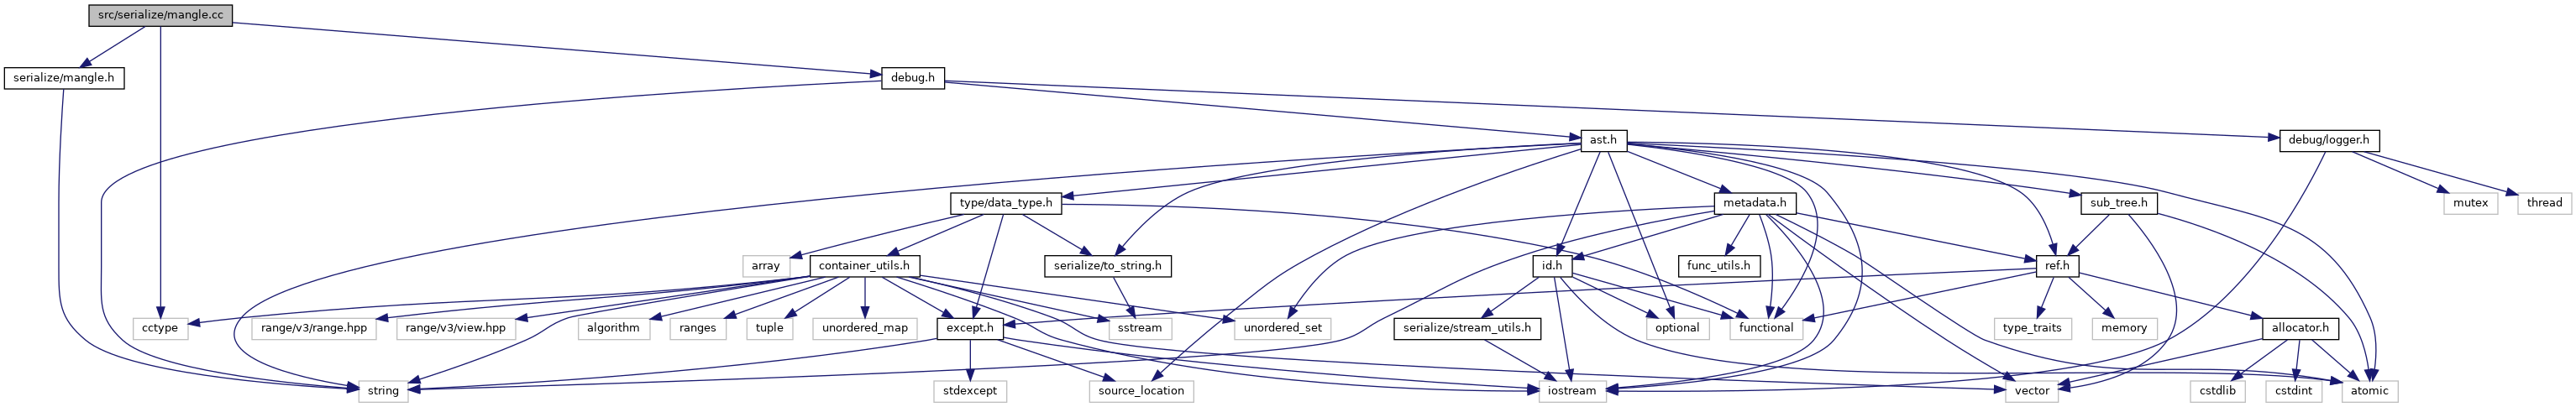 src/serialize/mangle.cc
serialize/mangle.h
debug.h
ast.h
debug/logger.h
type/data_type.h
metadata.h
sub_tree.h
mutex
thread
array
container_utils.h
serialize/to_string.h
id.h
func_utils.h
ref.h
cctype
range/v3/range.hpp
range/v3/view.hpp
algorithm
ranges
tuple
unordered_map
except.h
sstream
unordered_set
serialize/stream_utils.h
optional
functional
type_traits
memory
allocator.h
string
stdexcept
source_location
iostream
vector
cstdlib
cstdint
atomic